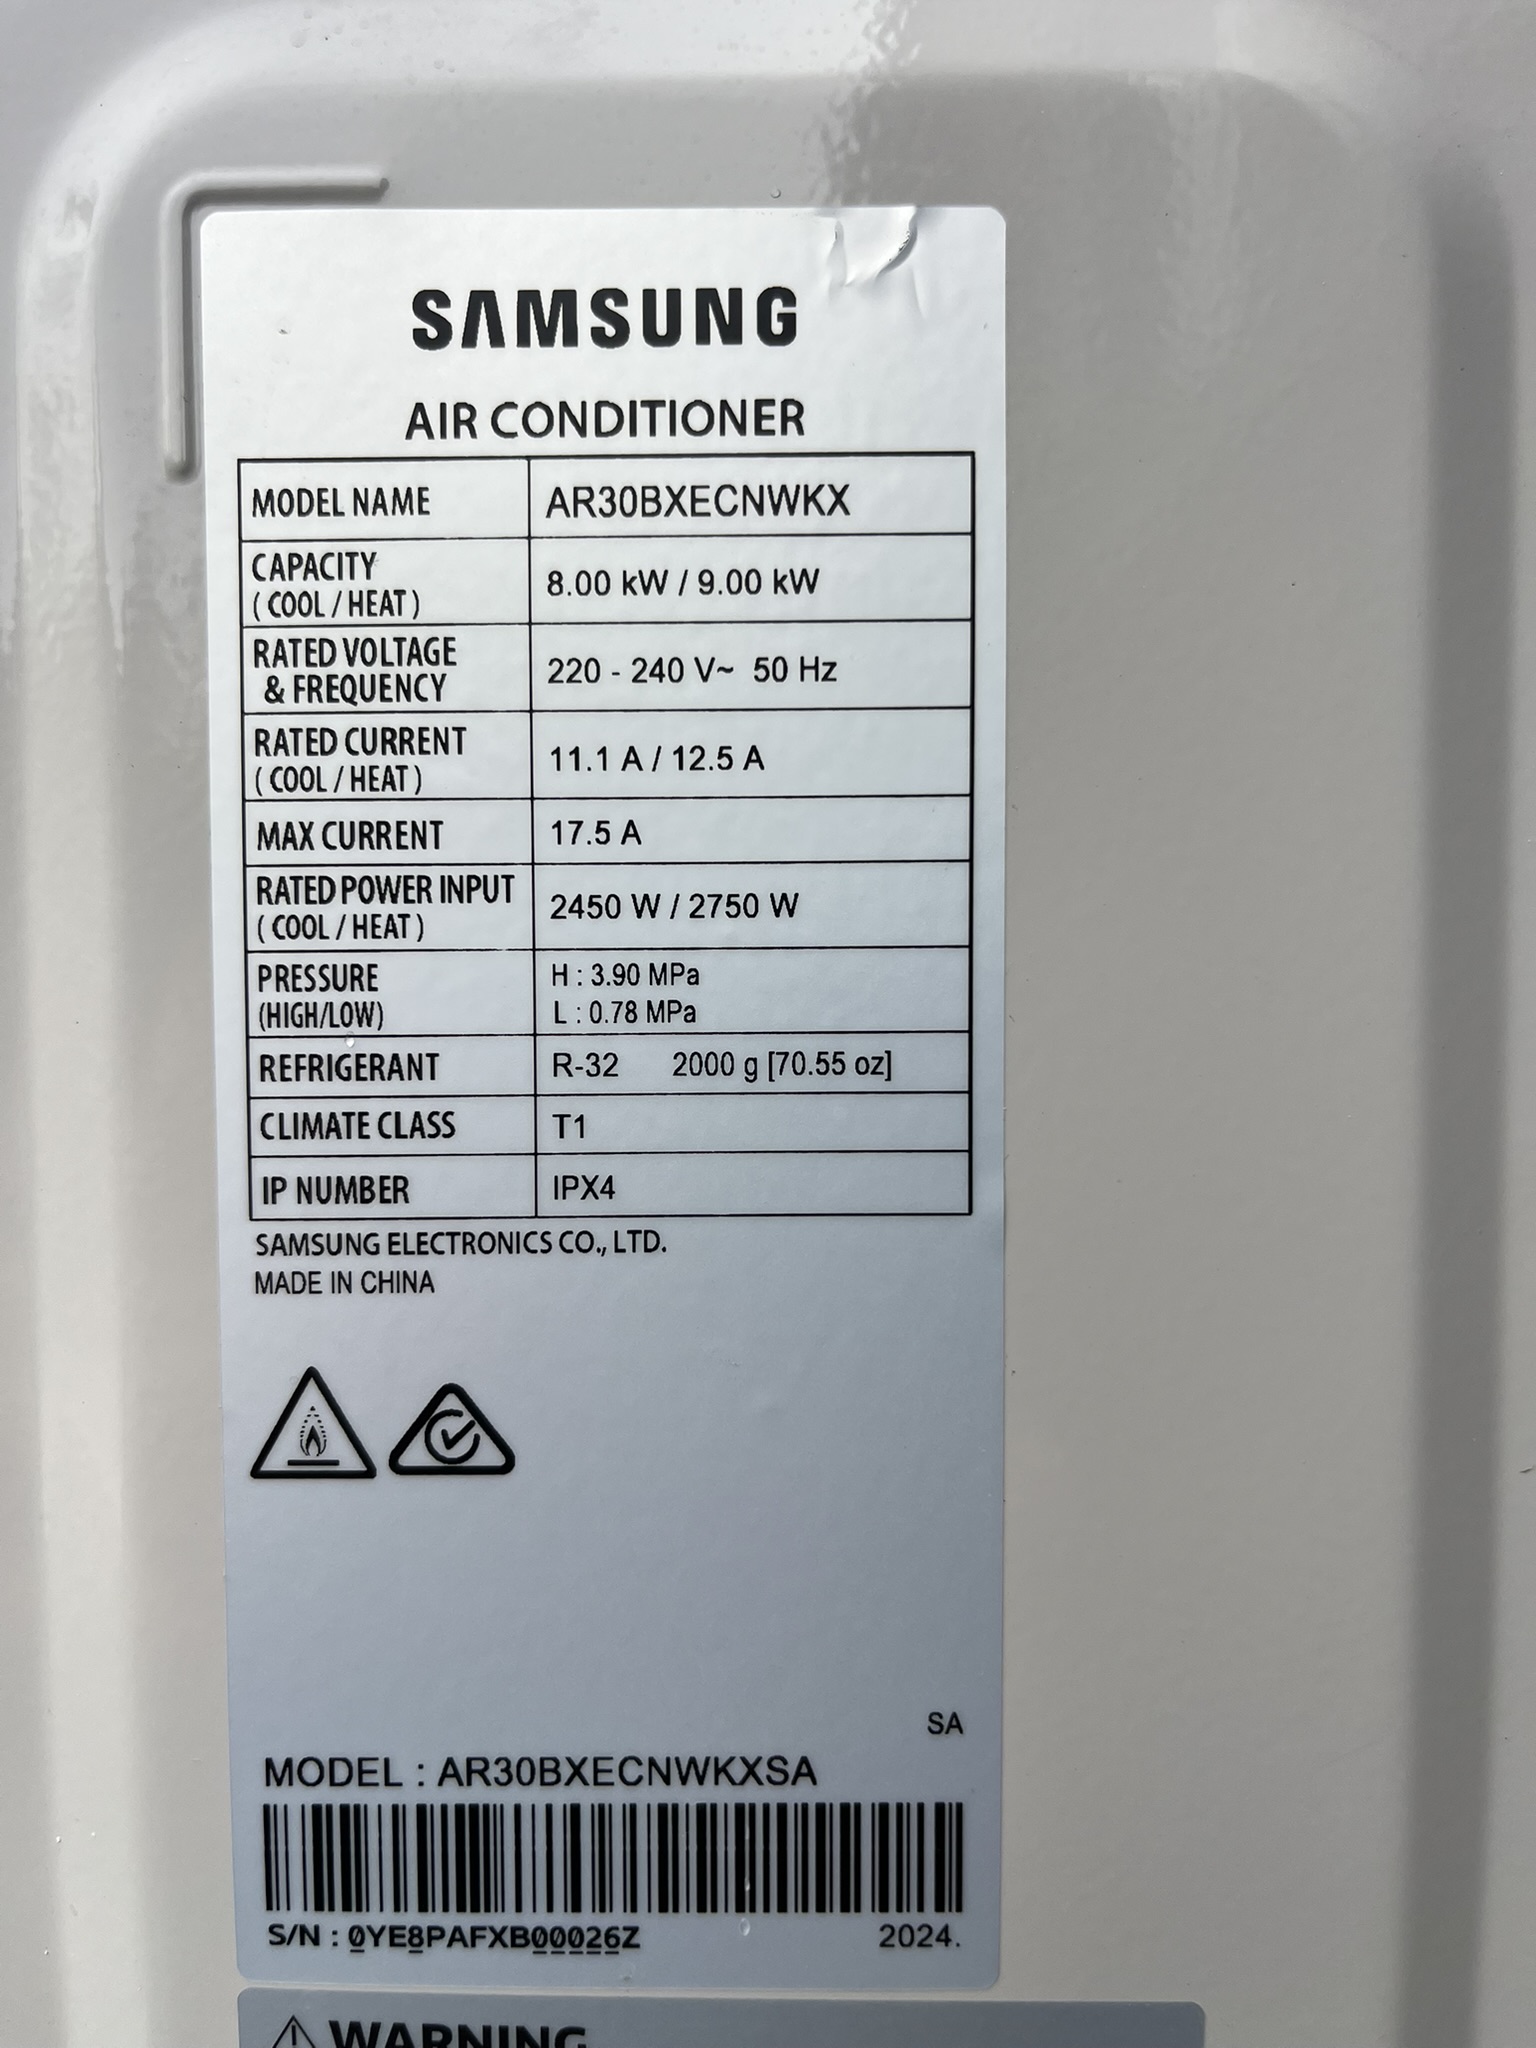 SAMSUNG
AIR CONDITIONER
MODEL NAME AR30BXECNWKX
CAPACITY
( COOL / HEAT ) 8.00 kW / 9.00 kW
RATED VOLTAGE
& FREQUENCY 220 - 240 V~ 50 Hz
RATED CURRENT
( COOL / HEAT ) 11.1 A / 12.5 A
MAX CURRENT 17.5 A
RATED POWER INPUT
( COOL / HEAT ) 2450 W / 2750 W
PRESSURE H : 3.90 MPa
(HIGH/LOW) L : 0.78 MPa
REFRIGERANT R-32 2000 g [70.55 oz]
CLIMATE CLASS T1
IP NUMBER IPX4
SAMSUNG ELECTRONICS CO., LTD.
MADE IN CHINA
SA
MODEL : AR30BXECNWKXSA
S/N : 0YE8PAFXB00026Z 2024.
WARNING